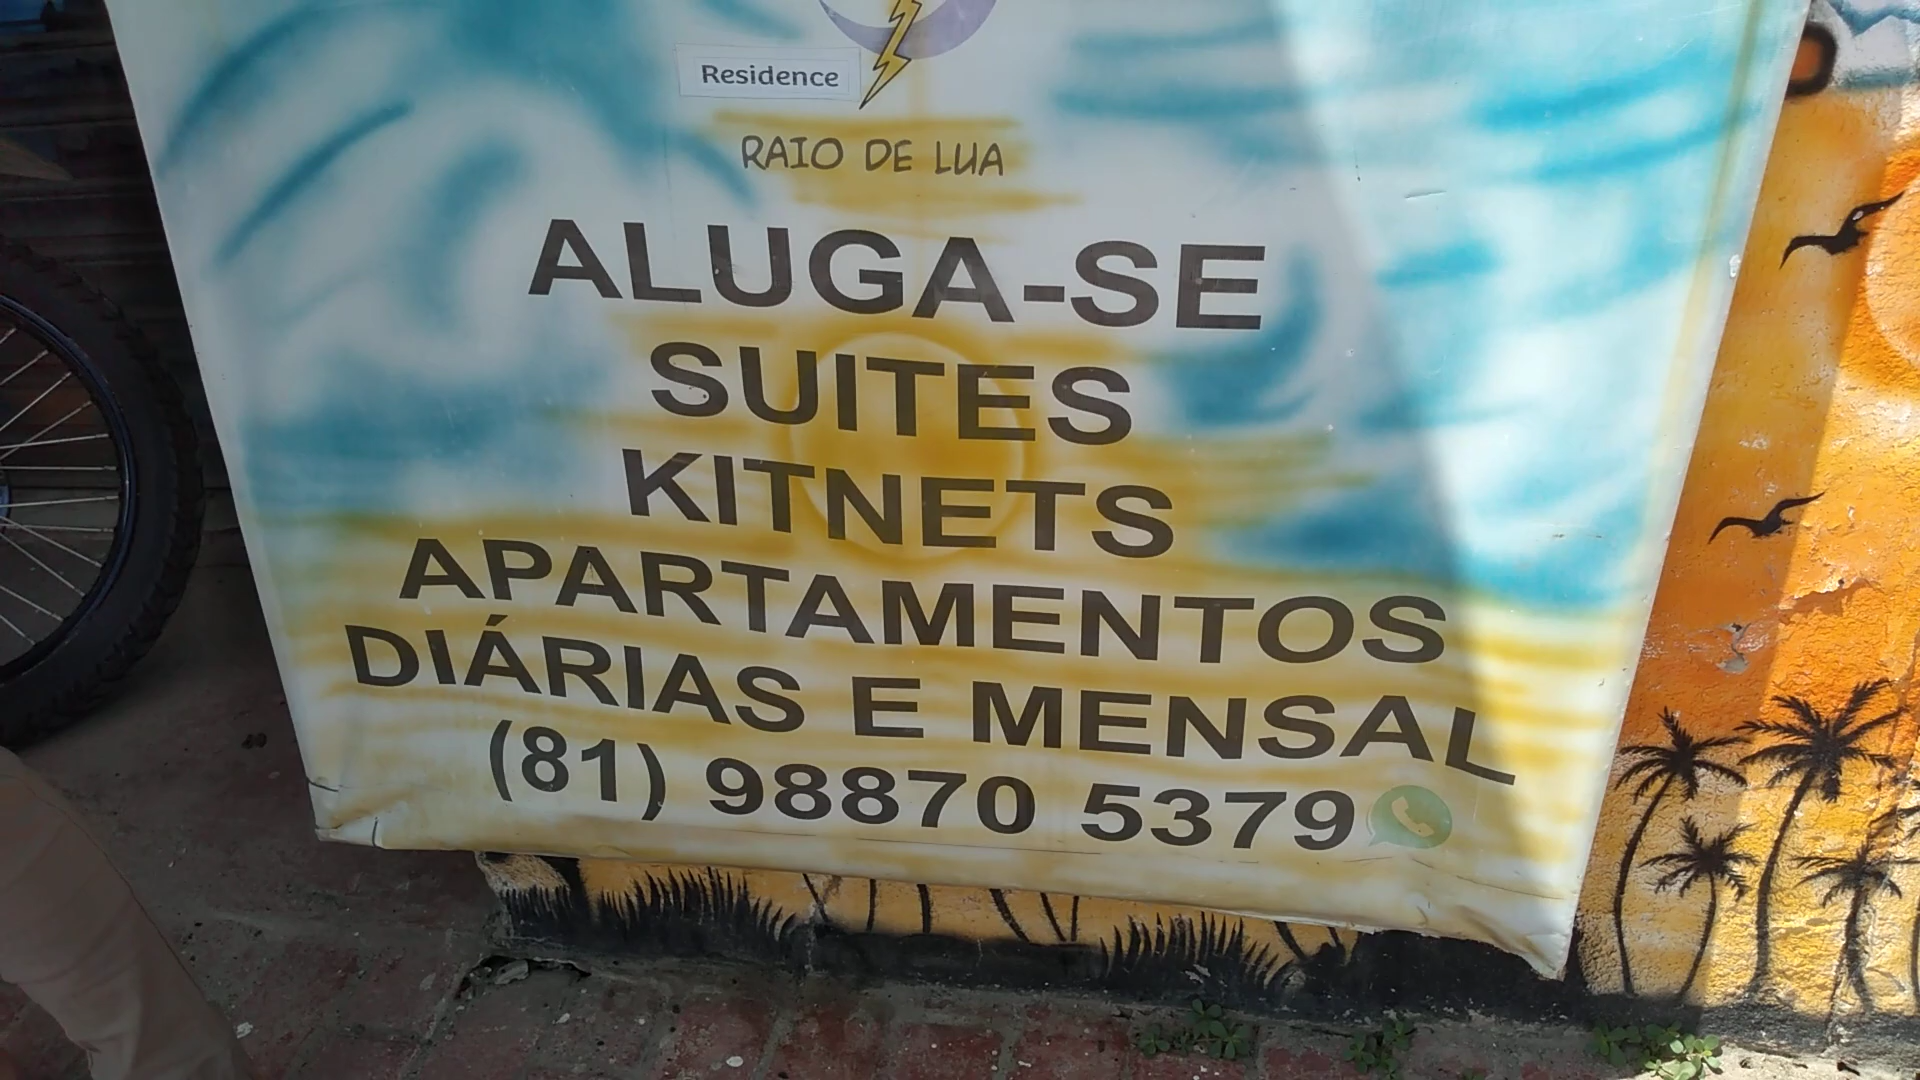 Residence
RAIO DE LUA
ALUGA-SE
SUITES
KITNETS
APARTAMENTOS
DIÁRIAS E MENSAL
(81) 98870 5379